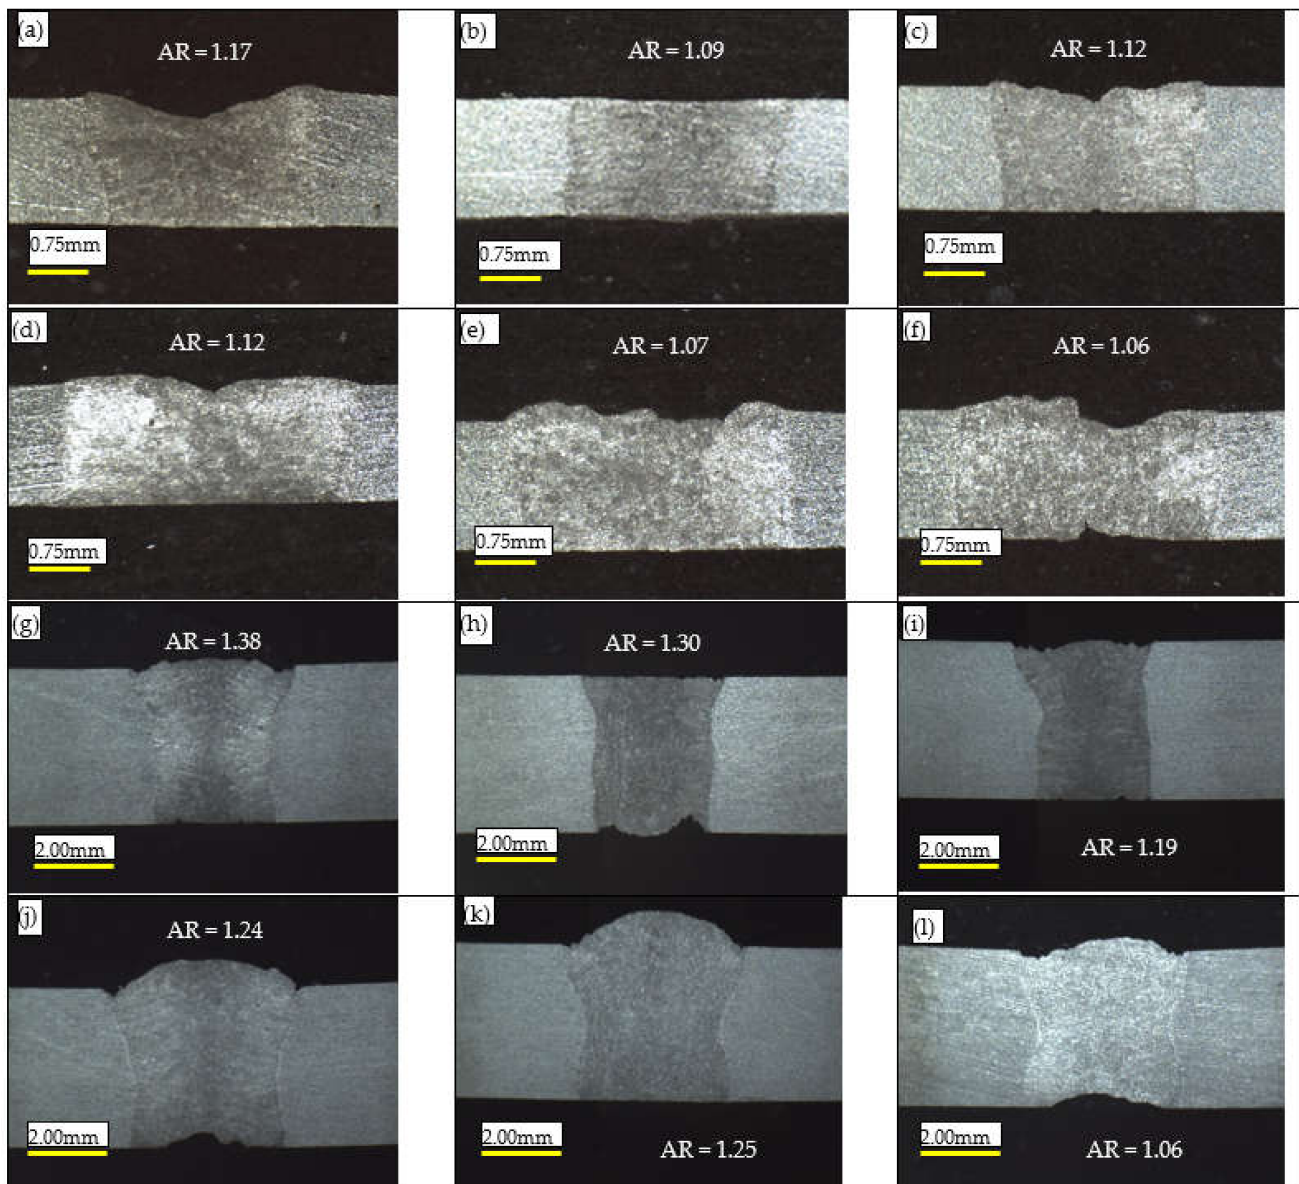 (a)
AR = 1.17
0.75mm
(b)
AR = 1.09
0.75mm
(c)
AR = 1.12
0.75mm
(d)
AR = 1.12
0.75mm
(e)
AR = 1.07
0.75mm
(f)
AR = 1.06
0.75mm
(g)
AR = 1.38
2.00mm
(h)
AR = 1.30
2.00mm
(i)
AR = 1.19
2.00mm
(j)
AR = 1.24
2.00mm
(k)
AR = 1.25
2.00mm
(l)
AR = 1.06
2.00mm